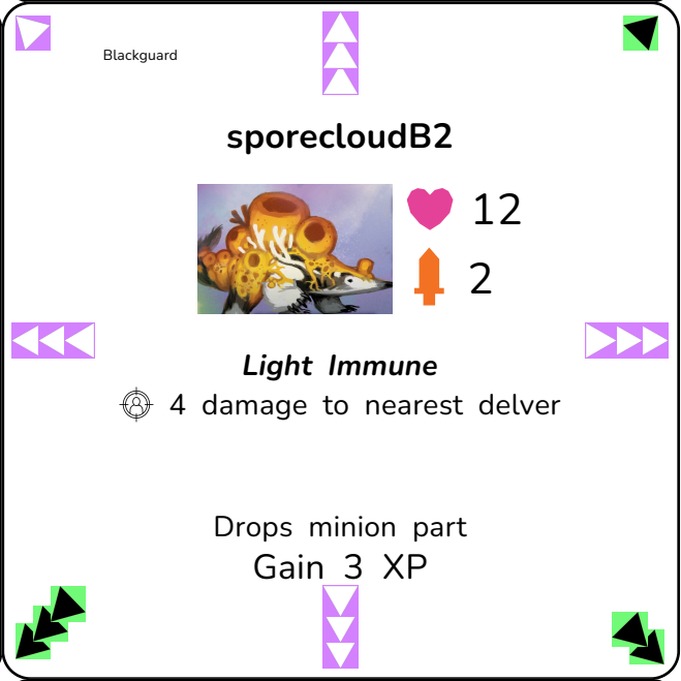 Blackguard
sporecloudB2
12
2
Light Immune
4 damage to nearest delver
Drops minion part
Gain 3 XP